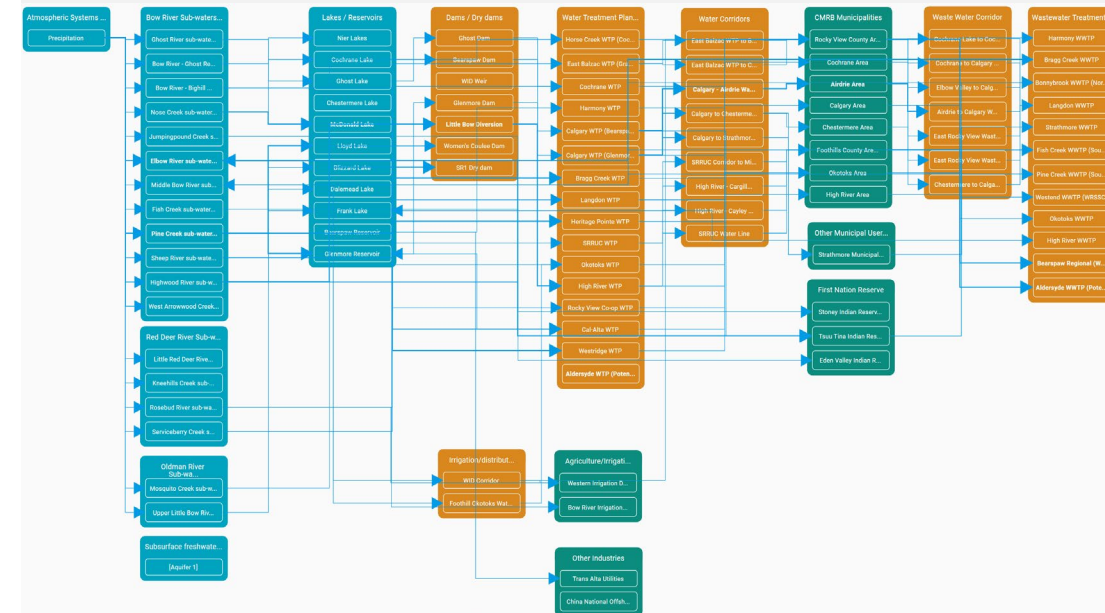 Atmospheric Systems ...
Precipitation
Bow River Sub-waters...
Ghost River sub-wate...
Bow River - Ghost Re...
Bow River - Bighill ...
Nose Creek sub-water...
Jumpingpound Creek s...
Elbow River sub-wate...
Middle Bow River sub...
Fish Creek sub-water...
Pine Creek sub-water...
Sheep River sub-wate...
Highwood River sub-w...
West Arrowwood Creek...
Red Deer River Sub-w...
Little Red Deer Rive...
Kneehills Creek sub-...
Rosebud River sub-wa...
Serviceberry Creek s...
Oldman River
Sub-wa...
Mosquito Creek sub-w...
Upper Little Bow Riv...
Subsurface freshwate...
[Aquifer 1]
Lakes / Reservoirs
Nier Lakes
Cochrane Lake
Ghost Lake
Chestermere Lake
McDonald Lake
Lloyd Lake
Blizzard Lake
Dalemead Lake
Frank Lake
Bearspaw Reservoir
Glenmore Reservoir
Dams / Dry dams
Ghost Dam
Bearspaw Dam
WID Weir
Glenmore Dam
Little Bow Diversion
Women's Coulee Dam
SR1 Dry dam
Irrigation/distribut...
WID Corridor
Foothill Okotoks Wat...
Water Treatment Plan...
Horse Creek WTP (Coc...
East Balzac WTP (Gra...
Cochrane WTP
Harmony WTP
Calgary WTP (Bearspa...
Calgary WTP (Glenmor...
Bragg Creek WTP
Langdon WTP
Heritage Pointe WTP
SRRUC WTP
Okotoks WTP
High River WTP
Rocky View Co-op WTP
Cal-Alta WTP
Westridge WTP
Aldersyde WTP (Poten...
Agriculture/Irrigati...
Western Irrigation D...
Bow River Irrigation...
Other Industries
Trans Alta Utilities
China National Offsh...
Water Corridors
East Balzac WTP to B...
East Balzac WTP to C...
Calgary - Airdrie Wa...
Calgary to Chesterme...
Calgary to Strathmor...
SRRUC Corridor to Mi...
High River - Cargill...
High River - Cayley ...
SRRUC Water Line
CMRB Municipalities
Rocky View County Ar...
Cochrane Area
Airdrie Area
Calgary Area
Chestermere Area
Foothills County Are...
Okotoks Area
High River Area
Other Municipal User...
Strathmore Municipal...
First Nation Reserve
Stoney Indian Reserv...
Tsuu Tina Indian Res...
Eden Valley Indian R...
Waste Water Corridor
Cochrane Lake to Coc...
Cochrane to Calgary ...
Elbow Valley to Calg...
Airdrie to Calgary W...
East Rocky View Wast...
East Rocky View Wast...
Chestermere to Calga...
Wastewater Treatment
Harmony WWTP
Bragg Creek WWTP
Bonnybrook WWTP (Nor...
Langdon WWTP
Strathmore WWTP
Fish Creek WWTP (Sou...
Pine Creek WWTP (Sou...
Westend WWTP (WRSSC
Okotoks WWTP
High River WWTP
Bearspaw Regional (W...
Aldersyde WWTP (Pote...